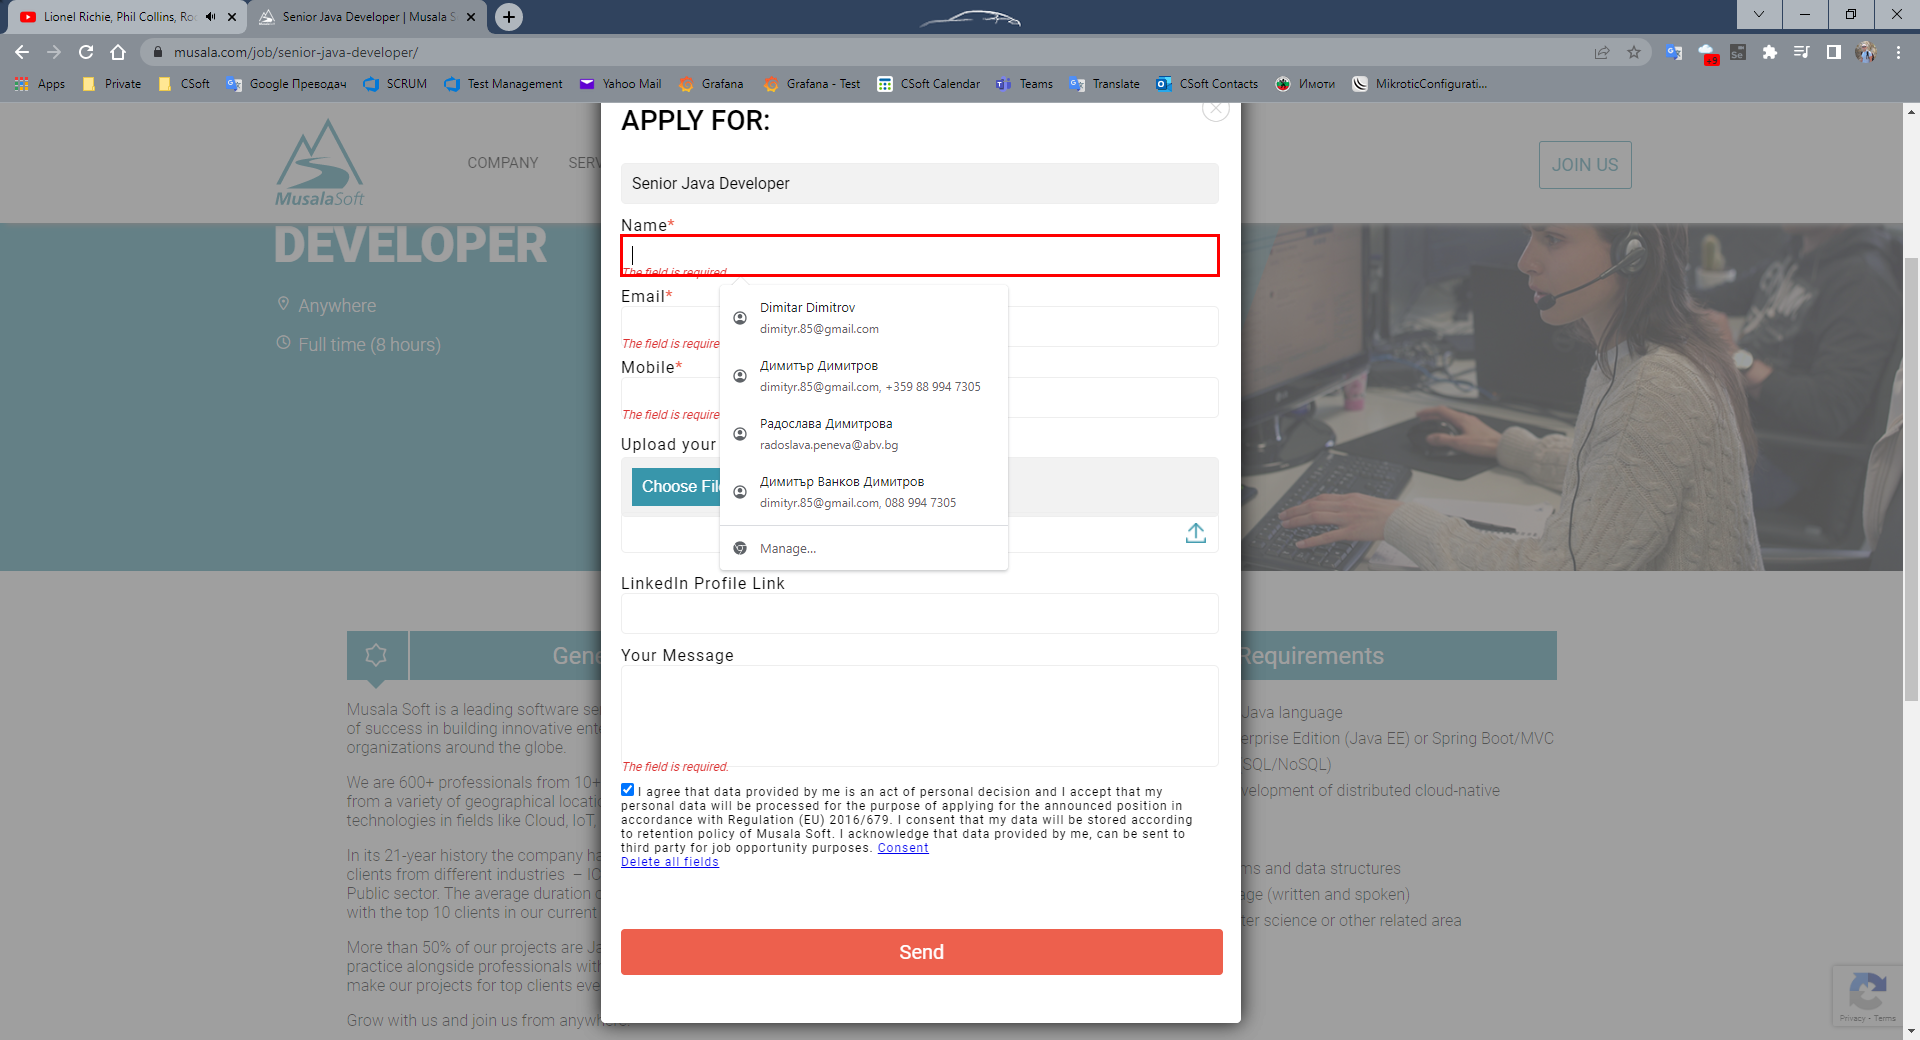 Lionel Richie, Phil Collins, Ro
Senior Java Developer | Musala S
musala.com/job/senior-java-developer/
Apps
Private
CSoft
Google Преводач
SCRUM
Test Management
Yahoo Mail
Grafana
Grafana - Test
CSoft Calendar
Teams
Translate
CSoft Contacts
Имоти
MikroticConfigurati...
MusalaSoft
COMPANY
SERV
JOIN US
DEVELOPER
Anywhere
Full time (8 hours)
APPLY FOR:
Senior Java Developer
Name*
The field is required.
Email*
The field is require
Mobile*
The field is require
Upload your
Choose File
Dimitar Dimitrov
dimityr.85@gmail.com
Димитър Димитров
dimityr.85@gmail.com, +359 88 994 7305
Радослава Димитрова
radoslava.peneva@abv.bg
Димитър Ванков Димитров
dimityr.85@gmail.com, 088 994 7305
Manage...
LinkedIn Profile Link
Your Message
The field is required.
I agree that data provided by me is an act of personal decision and I accept that my
personal data will be processed for the purpose of applying for the announced position in
accordance with Regulation (EU) 2016/679. I consent that my data will be stored according
to retention policy of Musala Soft. I acknowledge that data provided by me, can be sent to
third party for job opportunity purposes. Consent
Delete all fields
Send
Gene
Musala Soft is a leading software se
of success in building innovative ente
organizations around the globe.
We are 600+ professionals from 10+
from a variety of geographical locatio
technologies in fields like Cloud, IoT,
In its 21-year history the company ha
clients from different industries – IC
Public sector. The average duration o
with the top 10 clients in our current
More than 50% of our projects are Ja
practice alongside professionals with
make our projects for top clients eve
Grow with us and join us from anywhere
Requirements
Java language
erprise Edition (Java EE) or Spring Boot/MVC
SQL/NoSQL)
velopment of distributed cloud-native
ms and data structures
age (written and spoken)
ter science or other related area
Privacy - Terms